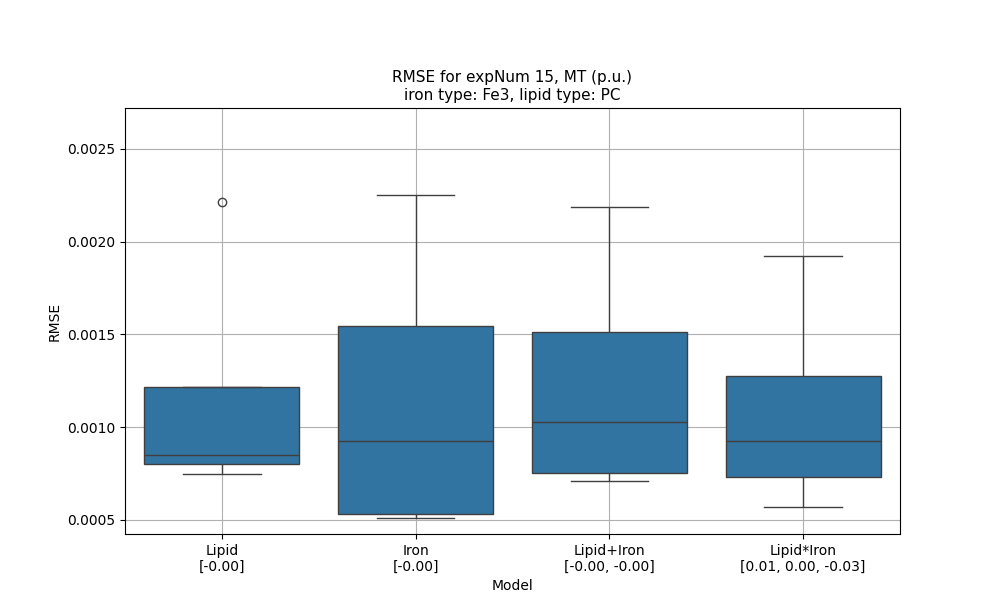 RMSE for expNum 15, MT (p.u.)
iron type: Fe3, lipid type: PC
0.0025
0.0020
0.0015
0.0010
0.0005
RMSE
Lipid
[-0.00]
Iron
[-0.00]
Lipid+Iron
[-0.00, -0.00]
Lipid*Iron
[0.01, 0.00, -0.03]
Model